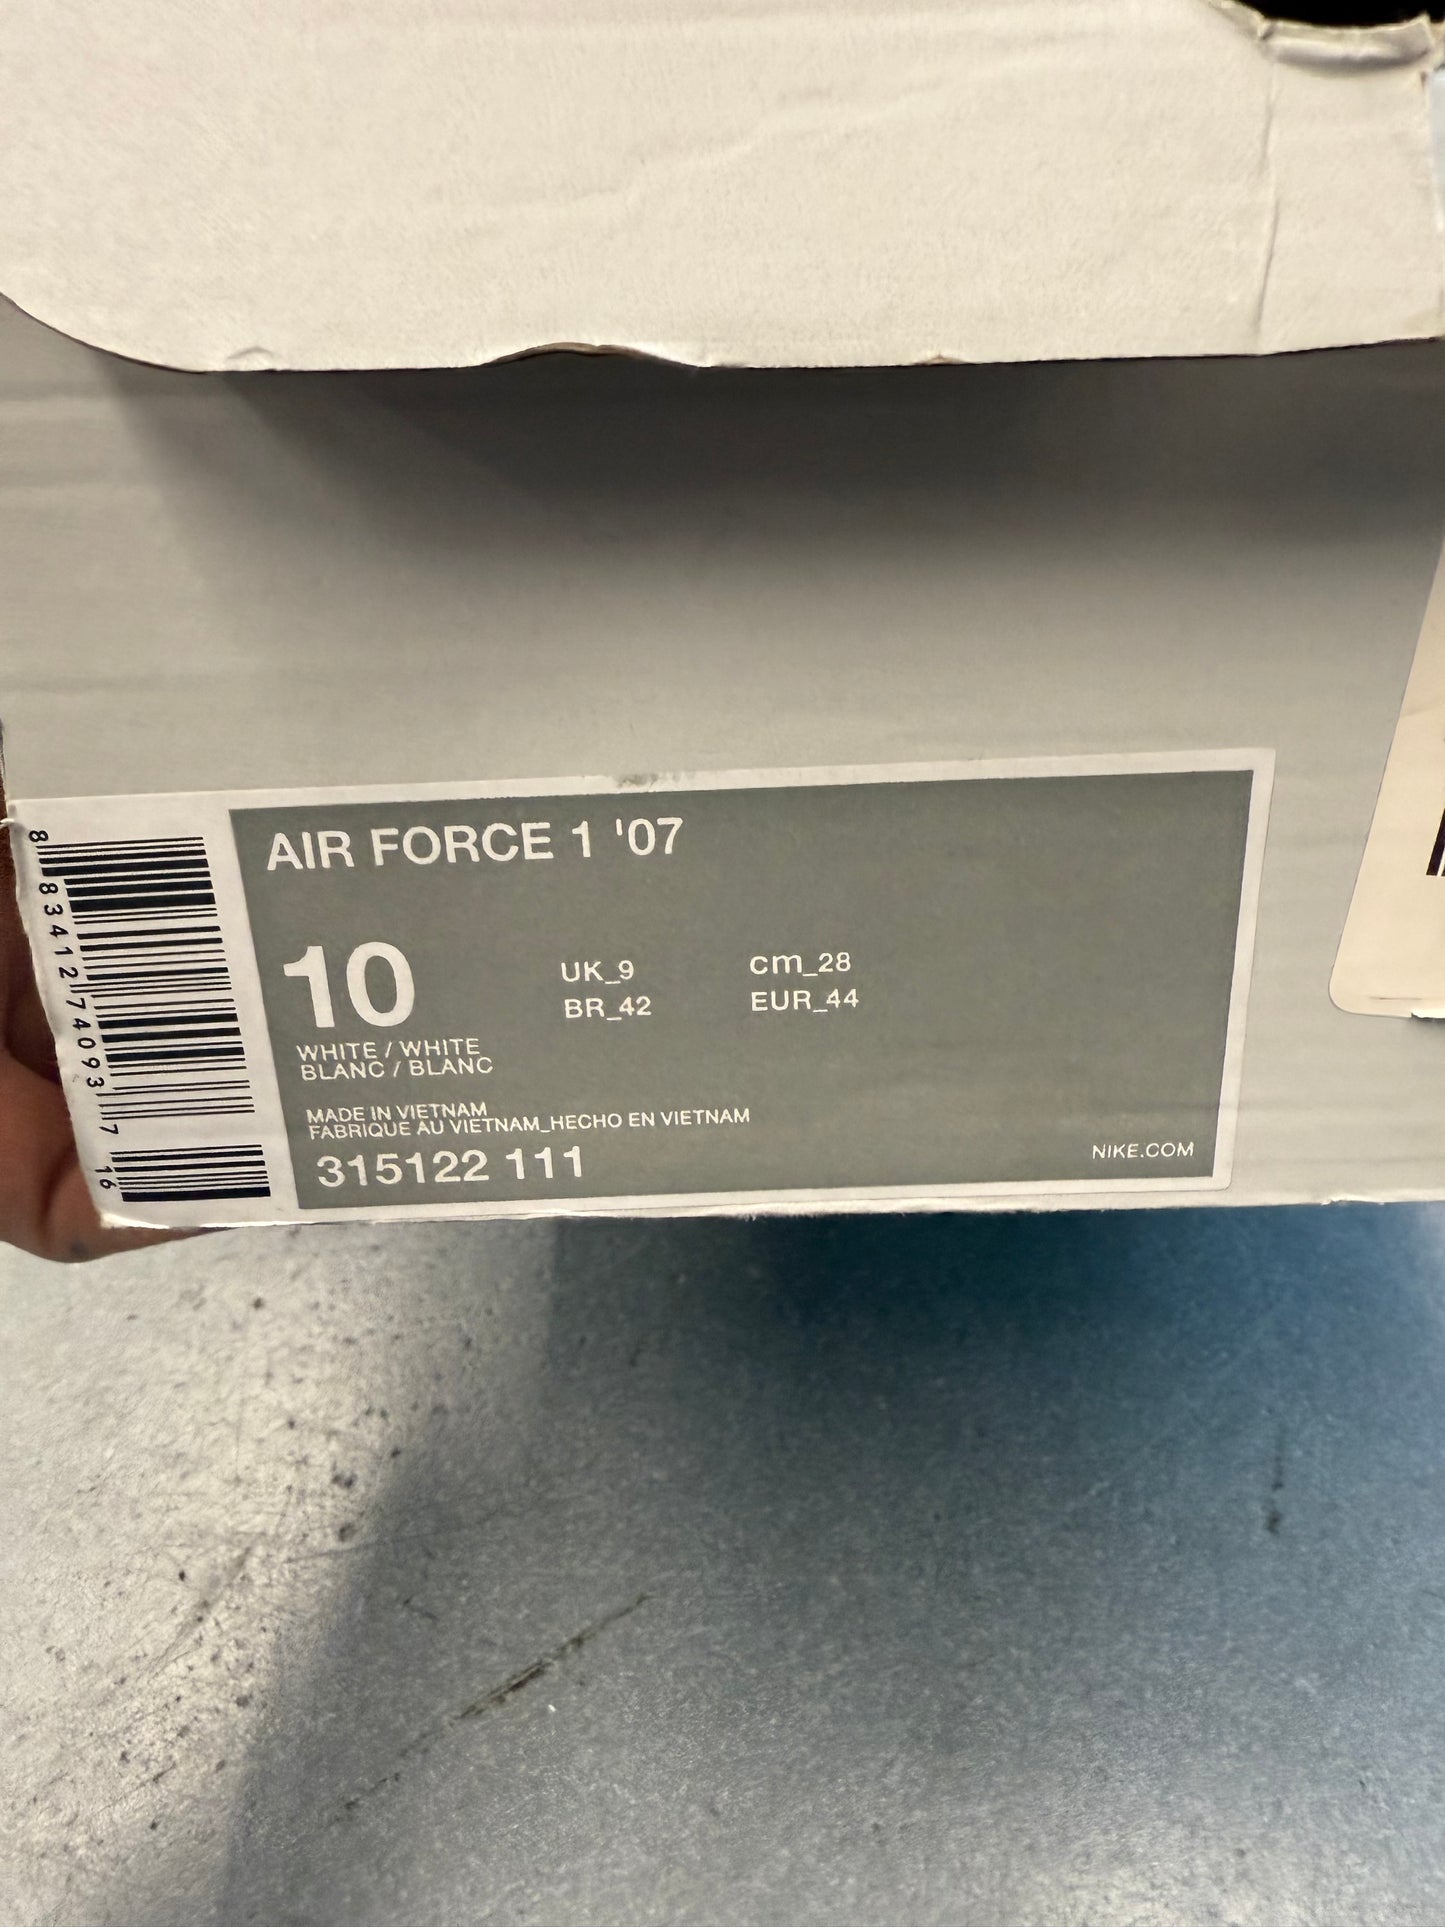 AIR FORCE 1 '07
10
UK_9
cm_28
BR_42
EUR_44
WHITE / WHITE
BLANC / BLANC
MADE IN VIETNAM
FABRIQUE AU VIETNAM_HECHO EN VIETNAM
315122 111
NIKE.COM
8 83412 74093 7 16